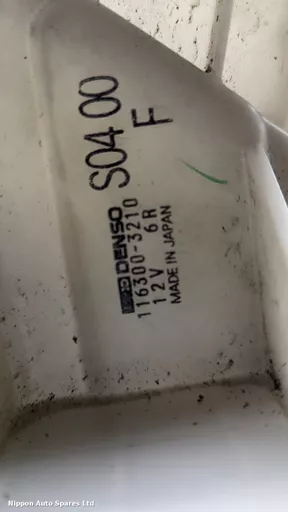 S04 00
F
DENSO
116300-3210
6R
12V
MADE IN JAPAN
Nippon Auto Spares Ltd